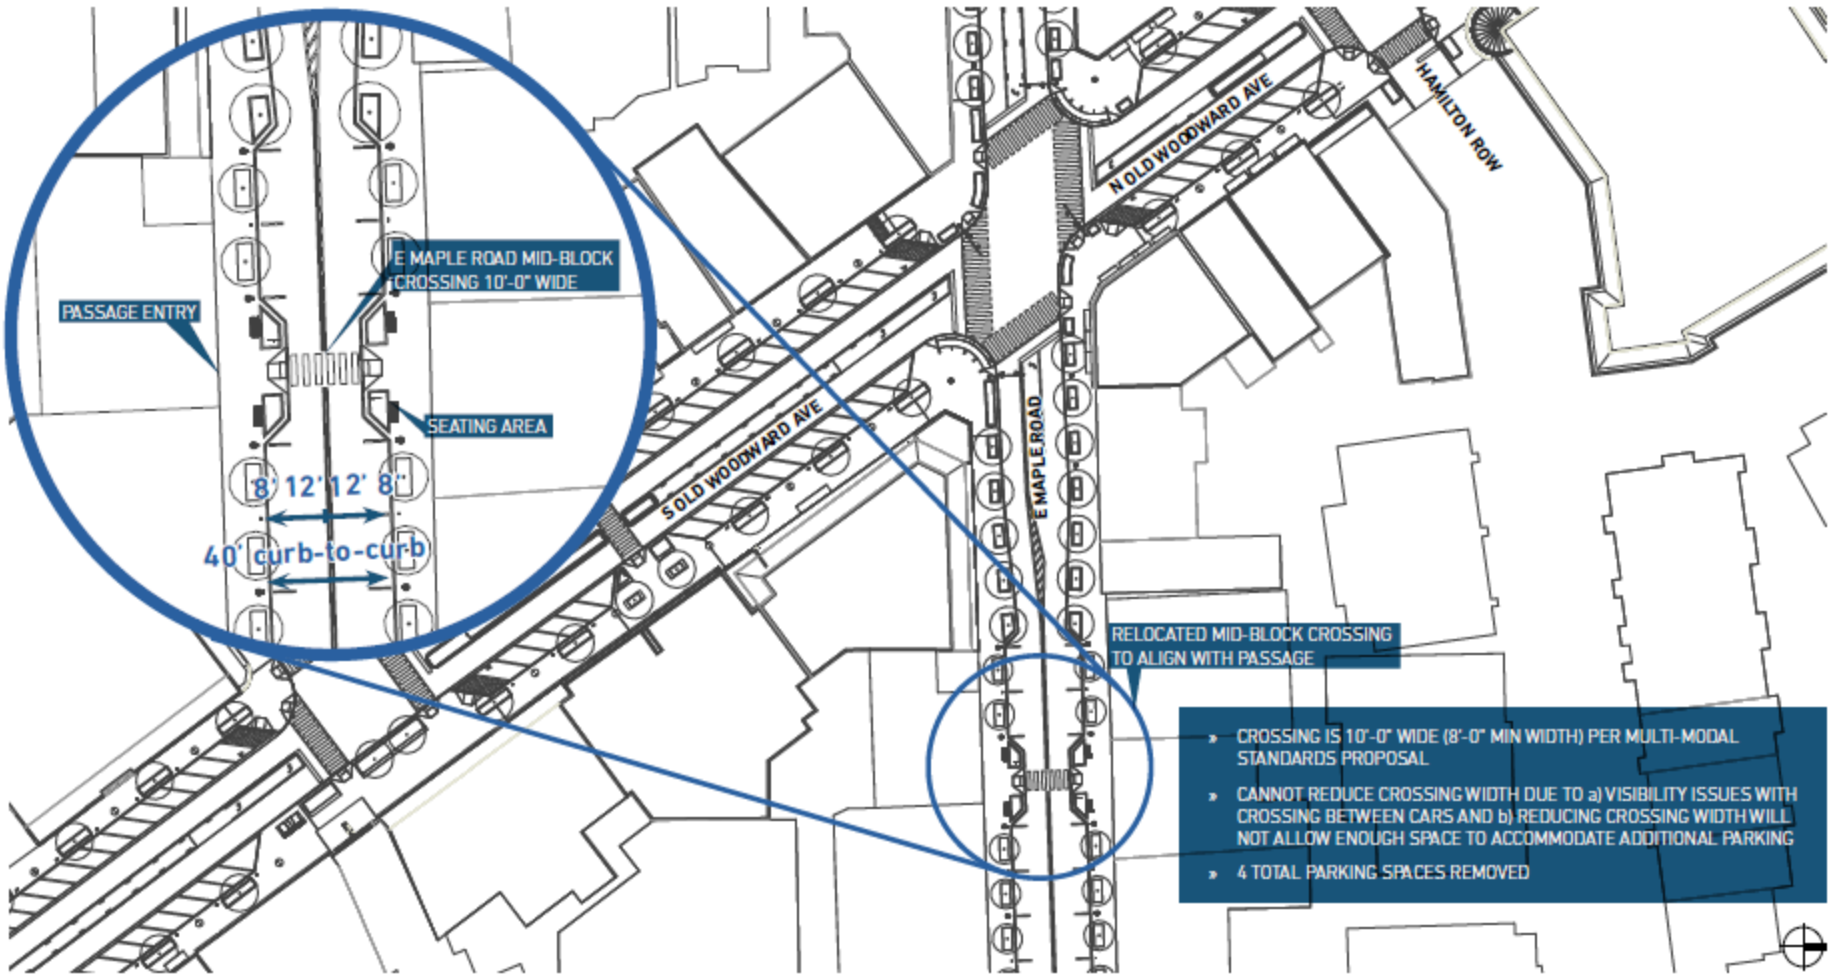 HAMILTON ROW
N OLD WOODWARD AVE
E MAPLE ROAD MID-BLOCK
CROSSING 10'-0" WIDE
PASSAGE ENTRY
SEATING AREA
8' 12' 12' 8'
40' curb-to-curb
S OLD WOODWARD AVE
E MAPLE ROAD
RELOCATED MID-BLOCK CROSSING
TO ALIGN WITH PASSAGE
» CROSSING IS 10'-0" WIDE (8'-0" MIN WIDTH) PER MULTI-MODAL
STANDARDS PROPOSAL
» CANNOT REDUCE CROSSING WIDTH DUE TO a) VISIBILITY ISSUES WITH
CROSSING BETWEEN CARS AND b) REDUCING CROSSING WIDTH WILL
NOT ALLOW ENOUGH SPACE TO ACCOMMODATE ADDITIONAL PARKING
» 4 TOTAL PARKING SPACES REMOVED